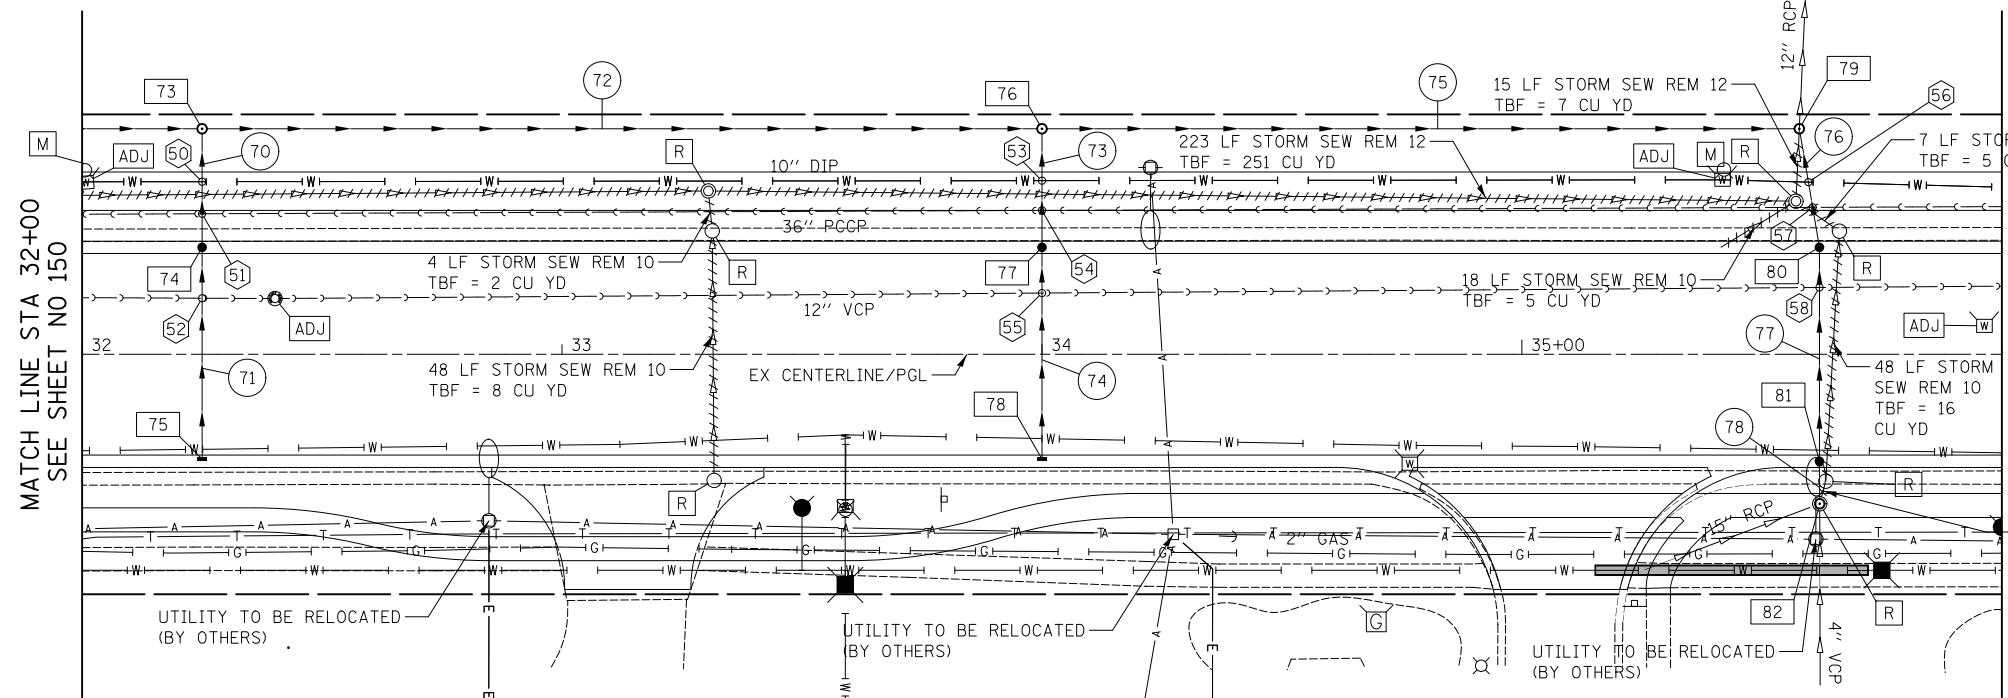 MATCH LINE STA 32+00
SEE SHEET NO 150
73
72
76
75
15 LF STORM SEW REM 12
TBF = 7 CU YD
12" RCP
79
56
M
ADJ
50
70
R
10" DIP
53
73
223 LF STORM SEW REM 12
TBF = 251 CU YD
ADJ
M
R
76
7 LF STOR
TBF = 5 C
W
W
W
W
W
W
W
W
W
W
W
W
W
36" PCCP
57
74
51
4 LF STORM SEW REM 10
TBF = 2 CU YD
R
77
54
18 LF STORM SEW REM 10
TBF = 5 CU YD
80
R
52
ADJ
12" VCP
55
58
ADJ
W
32
33
34
35+00
77
71
48 LF STORM SEW REM 10
TBF = 8 CU YD
EX CENTERLINE/PGL
74
48 LF STORM
SEW REM 10
TBF = 16
CU YD
75
78
81
78
W
W
W
W
W
W
W
W
W
W
W
R
R
15" RCP
A
A
A
A
A
A
T
T
T
T
2" GAS
G
G
G
G
G
G
G
G
W
W
W
W
W
W
W
W
W
UTILITY TO BE RELOCATED
(BY OTHERS)
UTILITY TO BE RELOCATED
(BY OTHERS)
G
82
R
UTILITY TO BE RELOCATED
(BY OTHERS)
4" VCP
E
E
W
E
A